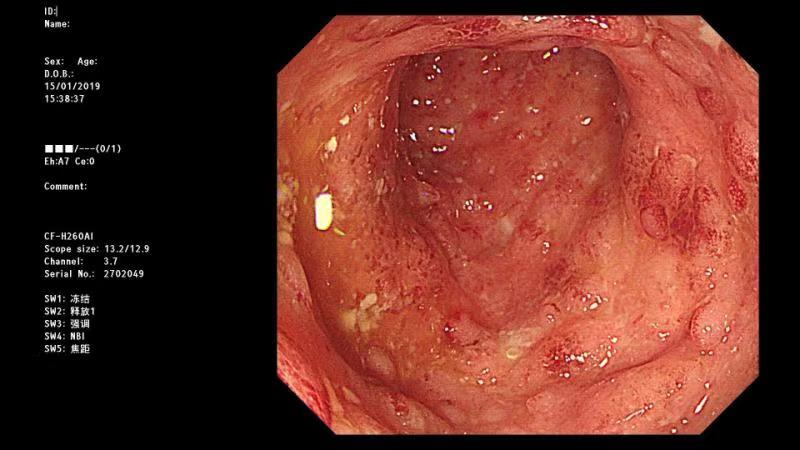 ID:
Name:
Sex: Age:
D.O.B.:
15/01/2019
15:38:37
■■■/---(0/1)
Eh:A7 Ce:0
Comment:
CF-H260AI
Scope size: 13.2/12.9
Channel: 3.7
Serial No.: 2702049
SW1: 冻结
SW2: 释放1
SW3: 强调
SW4: NBI
SW5: 焦距